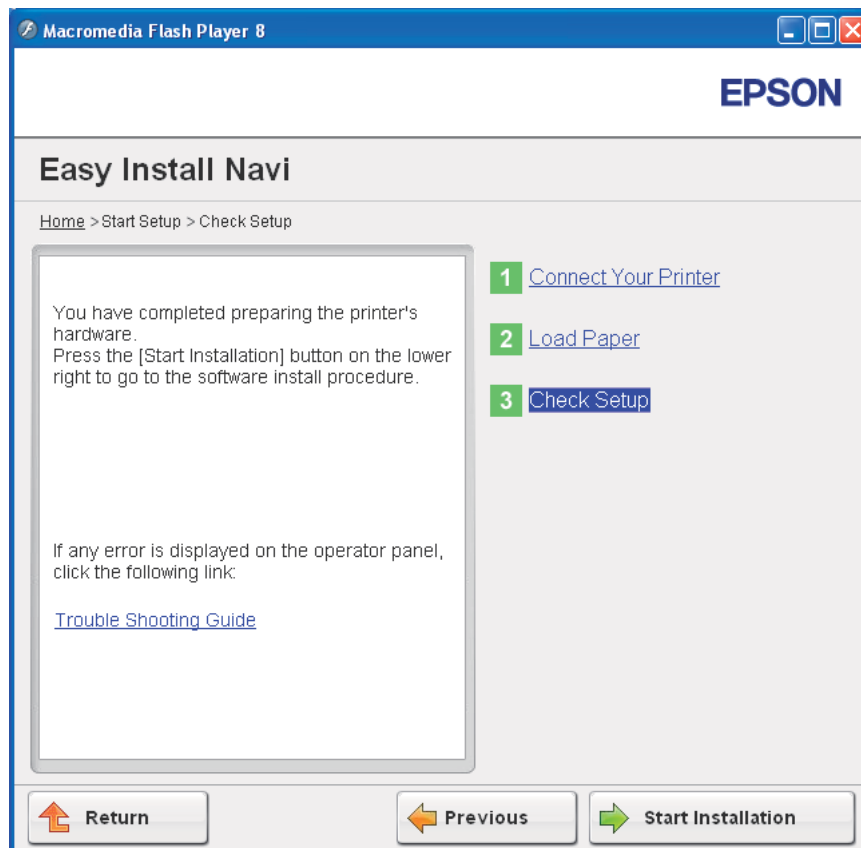 Macromedia Flash Player 8
EPSON
Easy Install Navi
Home > Start Setup > Check Setup
You have completed preparing the printer's
hardware.
Press the [Start Installation] button on the lower
right to go to the software install procedure.
If any error is displayed on the operator panel,
click the following link:
Trouble Shooting Guide
1 Connect Your Printer
2 Load Paper
3 Check Setup
Return
Previous
Start Installation